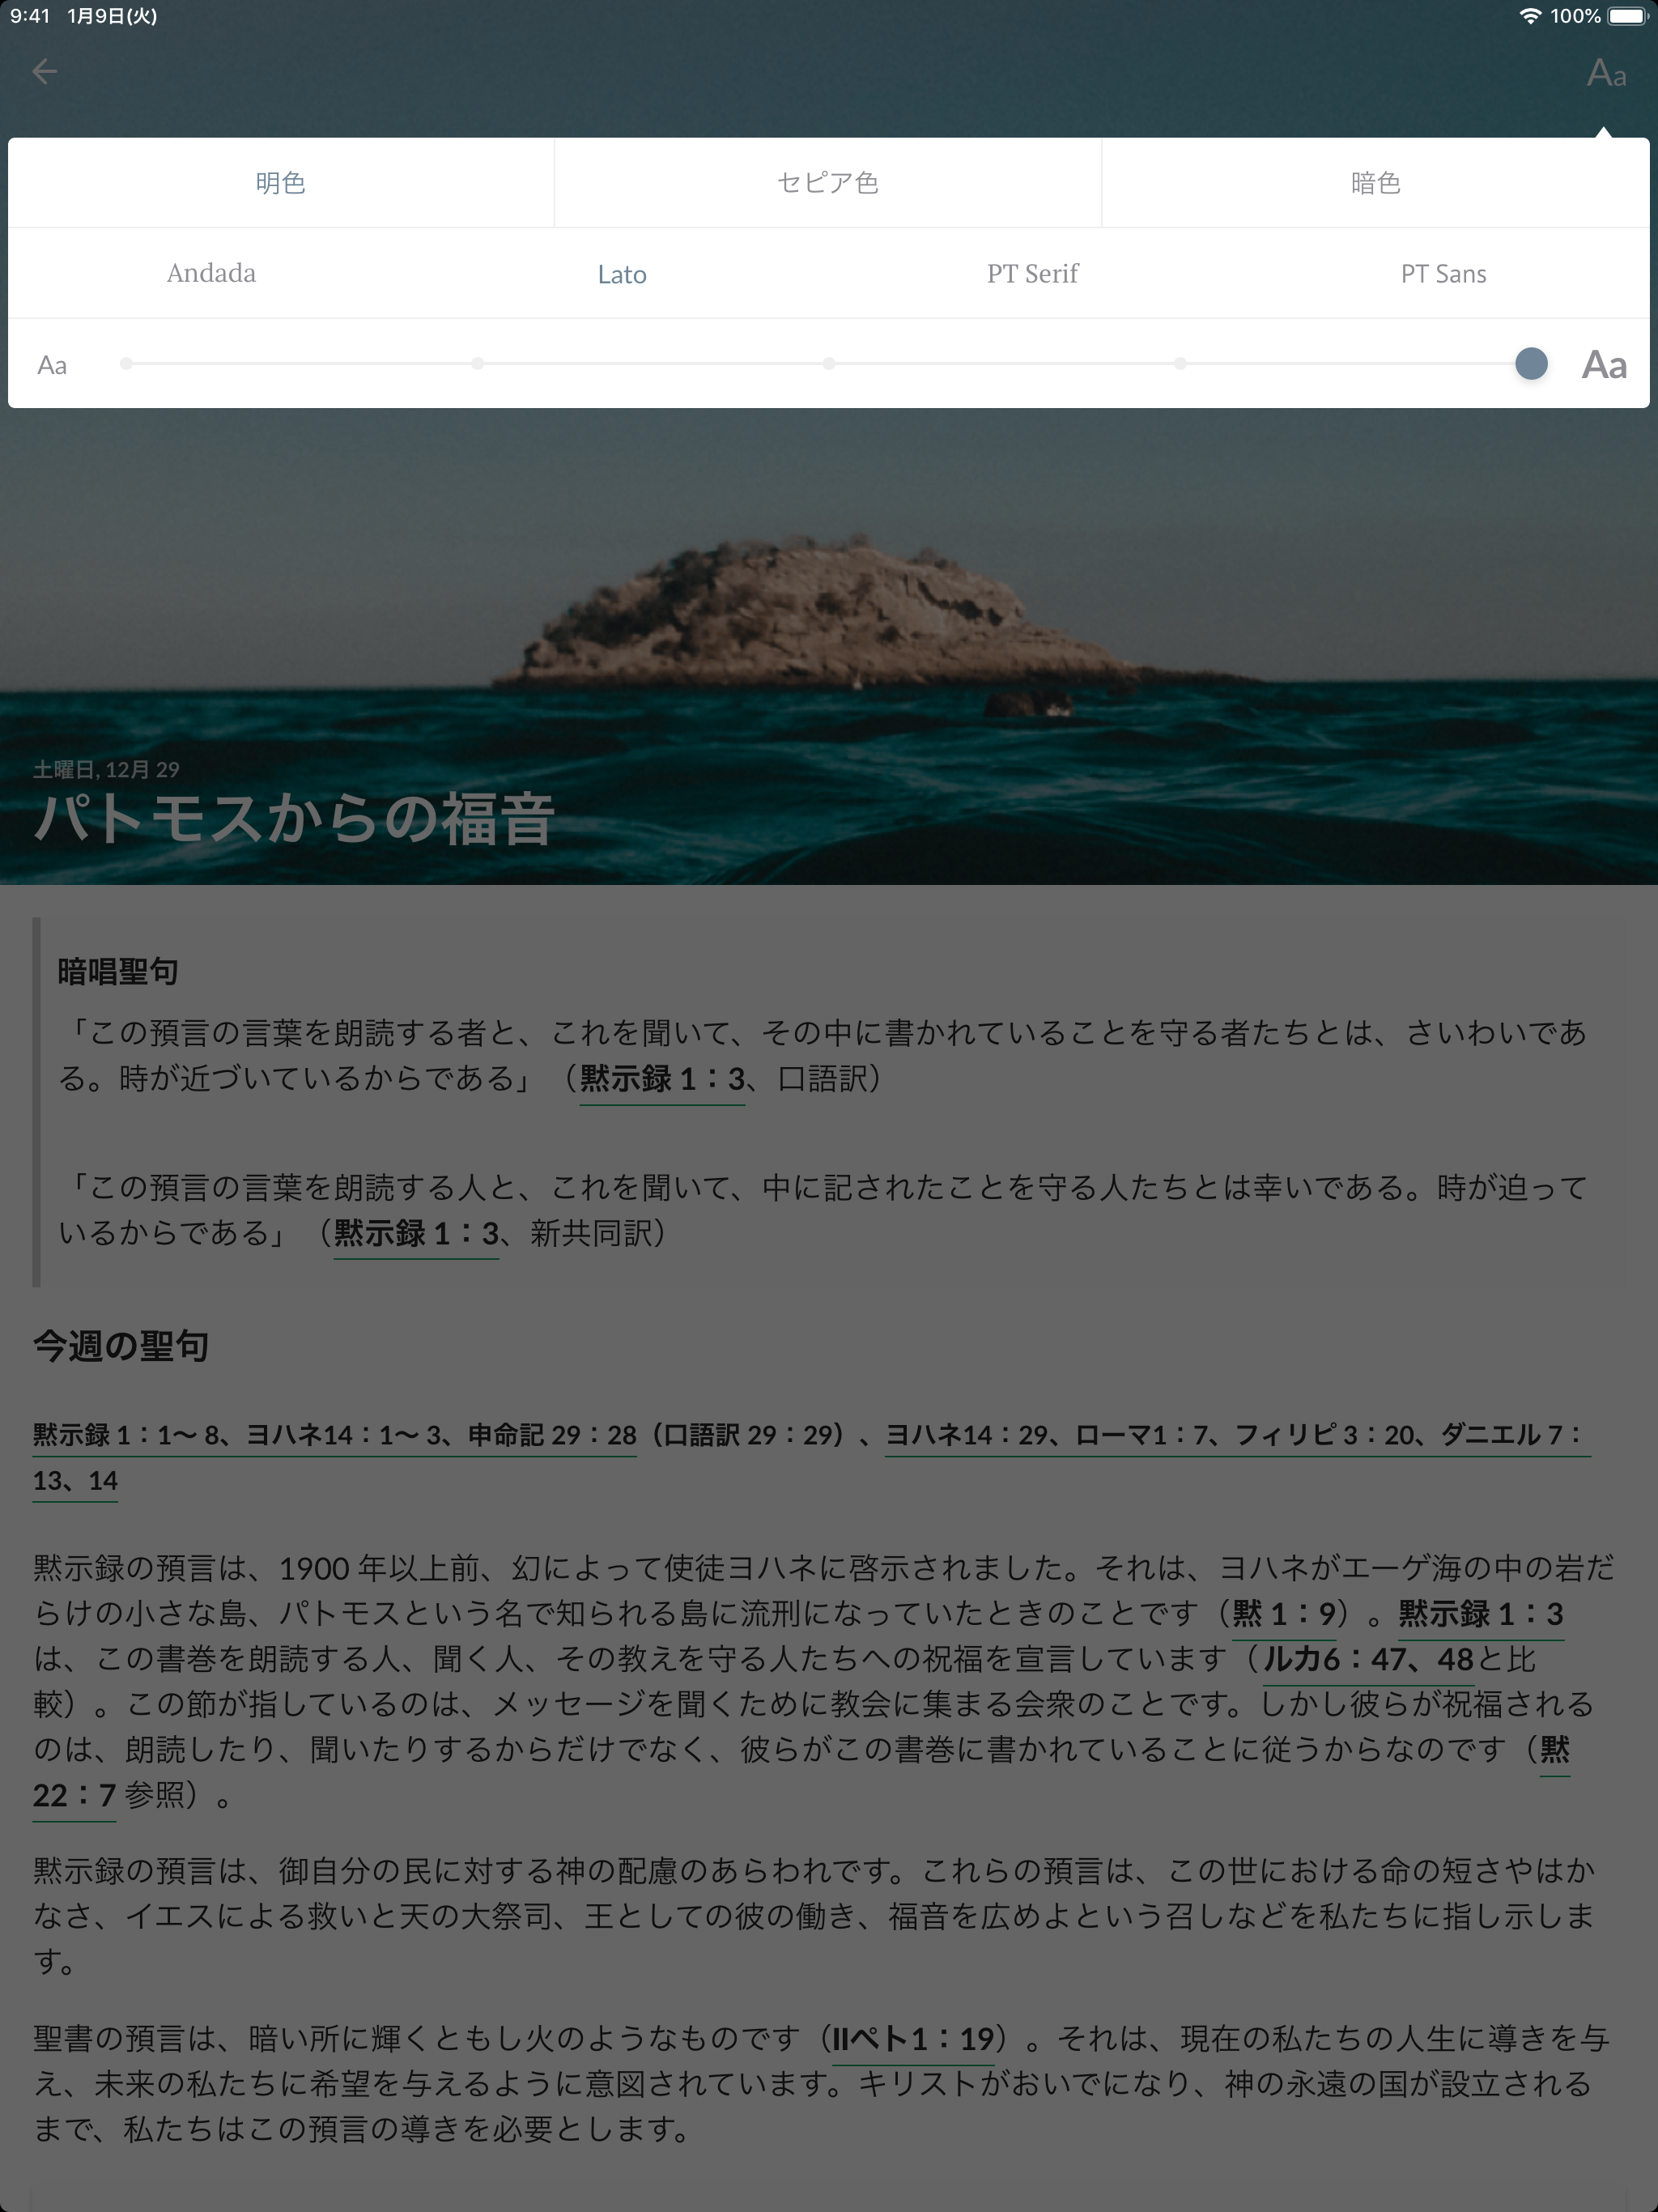 9:41 1月9日(火) 100%
Aa
明色 セピア色 暗色
Andada Lato PT Serif PT Sans
Aa Aa
土曜日, 12月 29
パトモスからの福音
暗唱聖句
「この預言の言葉を朗読する者と、これを聞いて、その中に書かれていることを守る者たちとは、さいわいであ
る。時が近づいているからである」（黙示録 1：3、口語訳）
「この預言の言葉を朗読する人と、これを聞いて、中に記されたことを守る人たちとは幸いである。時が迫って
いるからである」（黙示録 1：3、新共同訳）
今週の聖句
黙示録 1：1〜 8、ヨハネ14：1〜 3、申命記 29：28（口語訳 29：29）、ヨハネ14：29、ローマ1：7、フィリピ 3：20、ダニエル 7：
13、14
黙示録の預言は、1900 年以上前、幻によって使徒ヨハネに啓示されました。それは、ヨハネがエーゲ海の中の岩だ
らけの小さな島、パトモスという名で知られる島に流刑になっていたときのことです（黙 1：9）。黙示録 1：3
は、この書巻を朗読する人、聞く人、その教えを守る人たちへの祝福を宣言しています（ルカ6：47、48と比
較）。この節が指しているのは、メッセージを聞くために教会に集まる会衆のことです。しかし彼らが祝福される
のは、朗読したり、聞いたりするからだけでなく、彼らがこの書巻に書かれていることに従うからなのです（黙
22：7 参照）。
黙示録の預言は、御自分の民に対する神の配慮のあらわれです。これらの預言は、この世における命の短さやはか
なさ、イエスによる救いと天の大祭司、王としての彼の働き、福音を広めよという召しなどを私たちに指し示しま
す。
聖書の預言は、暗い所に輝くともし火のようなものです（IIペト1：19）。それは、現在の私たちの人生に導きを与
え、未来の私たちに希望を与えるように意図されています。キリストがおいでになり、神の永遠の国が設立される
まで、私たちはこの預言の導きを必要とします。